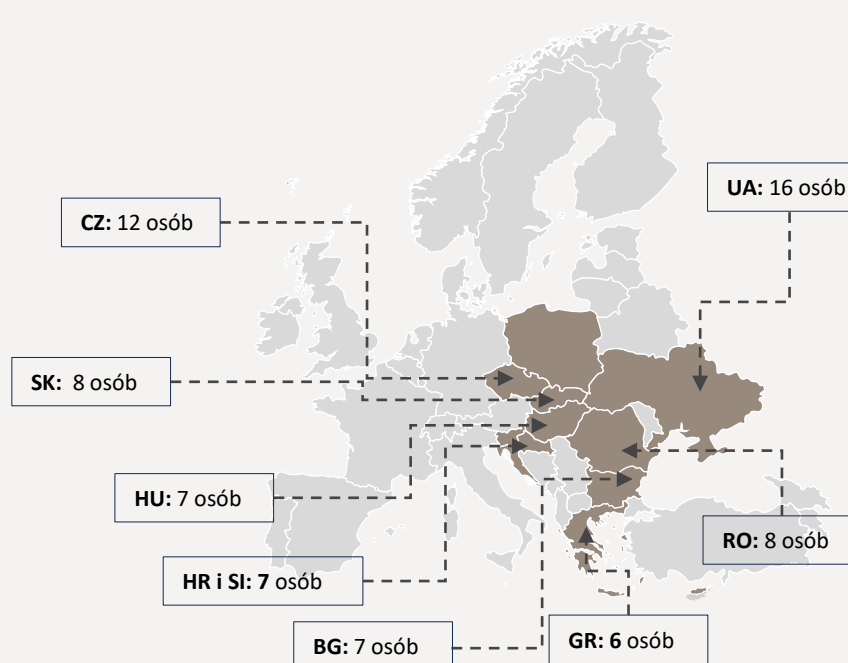 UA: 16 osób
CZ: 12 osób
SK: 8 osób
HU: 7 osób
RO: 8 osób
HR i SI: 7 osób
BG: 7 osób
GR: 6 osób